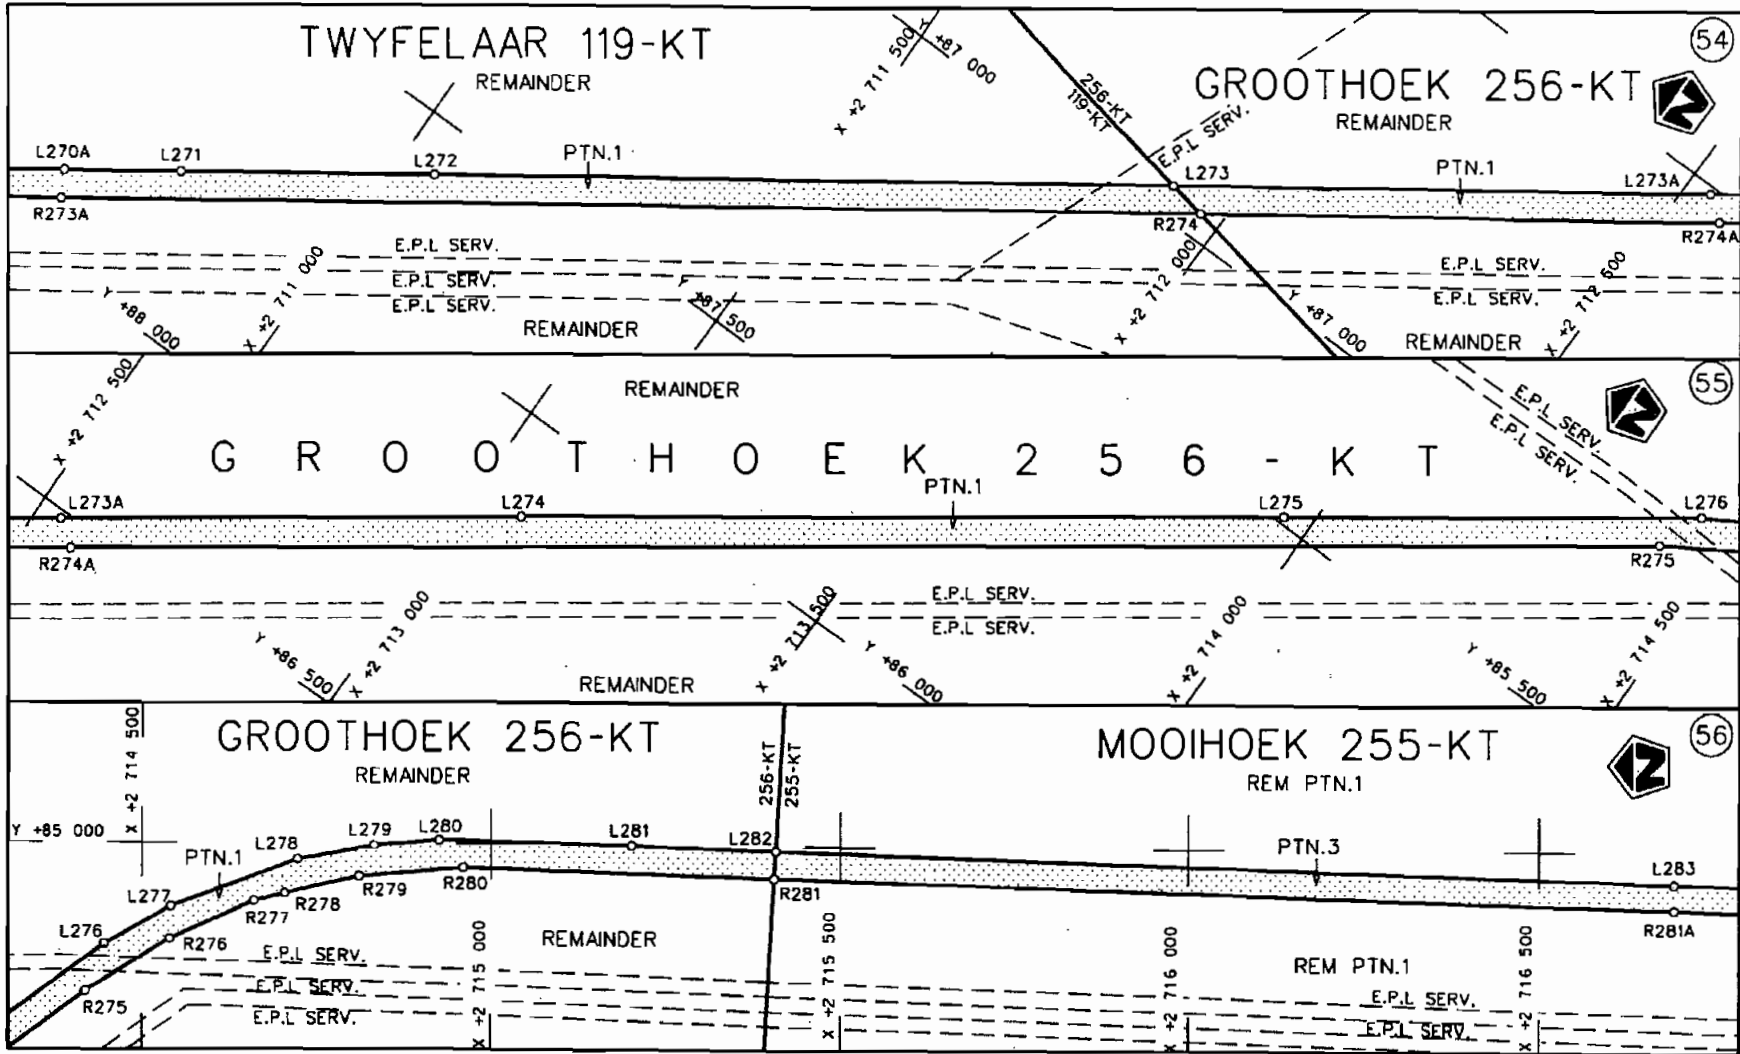 TWYFELAAR 119-KT
REMAINDER
X +2 711 500
Y +87 000
256-KT
119-KT
GROOTHOEK 256-KT
REMAINDER
54
N
E.P.L SERV.
L270A
L271
L272
PTN.1
L273
PTN.1
L273A
R273A
R274
R274A
E.P.L SERV.
E.P.L SERV.
E.P.L SERV.
E.P.L SERV.
E.P.L SERV.
Y +88 000
X +2 711 000
REMAINDER
Y +87 500
X +2 712 000
Y +87 000
REMAINDER
X +2 712 500
X +2 712 500
REMAINDER
55
N
E.P.L SERV.
E.P.L SERV.
GROOTHOEK 256-KT
L273A
L274
PTN.1
L275
L276
R274A
R275
E.P.L SERV.
E.P.L SERV.
Y +86 500
X +2 713 000
REMAINDER
X +2 713 500
Y +86 000
X +2 714 000
Y +85 500
X +2 714 500
X +2 714 500
GROOTHOEK 256-KT
REMAINDER
256-KT
255-KT
MOOIHOEK 255-KT
REM PTN.1
56
N
Y +85 000
PTN.1
L278
L279
L280
L281
L282
PTN.3
L283
L277
L276
R275
R276
R277
R278
R279
R280
R281
R281A
REMAINDER
REM PTN.1
E.P.L SERV.
E.P.L SERV.
E.P.L SERV.
E.P.L SERV.
E.P.L SERV.
X +2 715 000
X +2 715 500
X +2 716 000
X +2 716 500